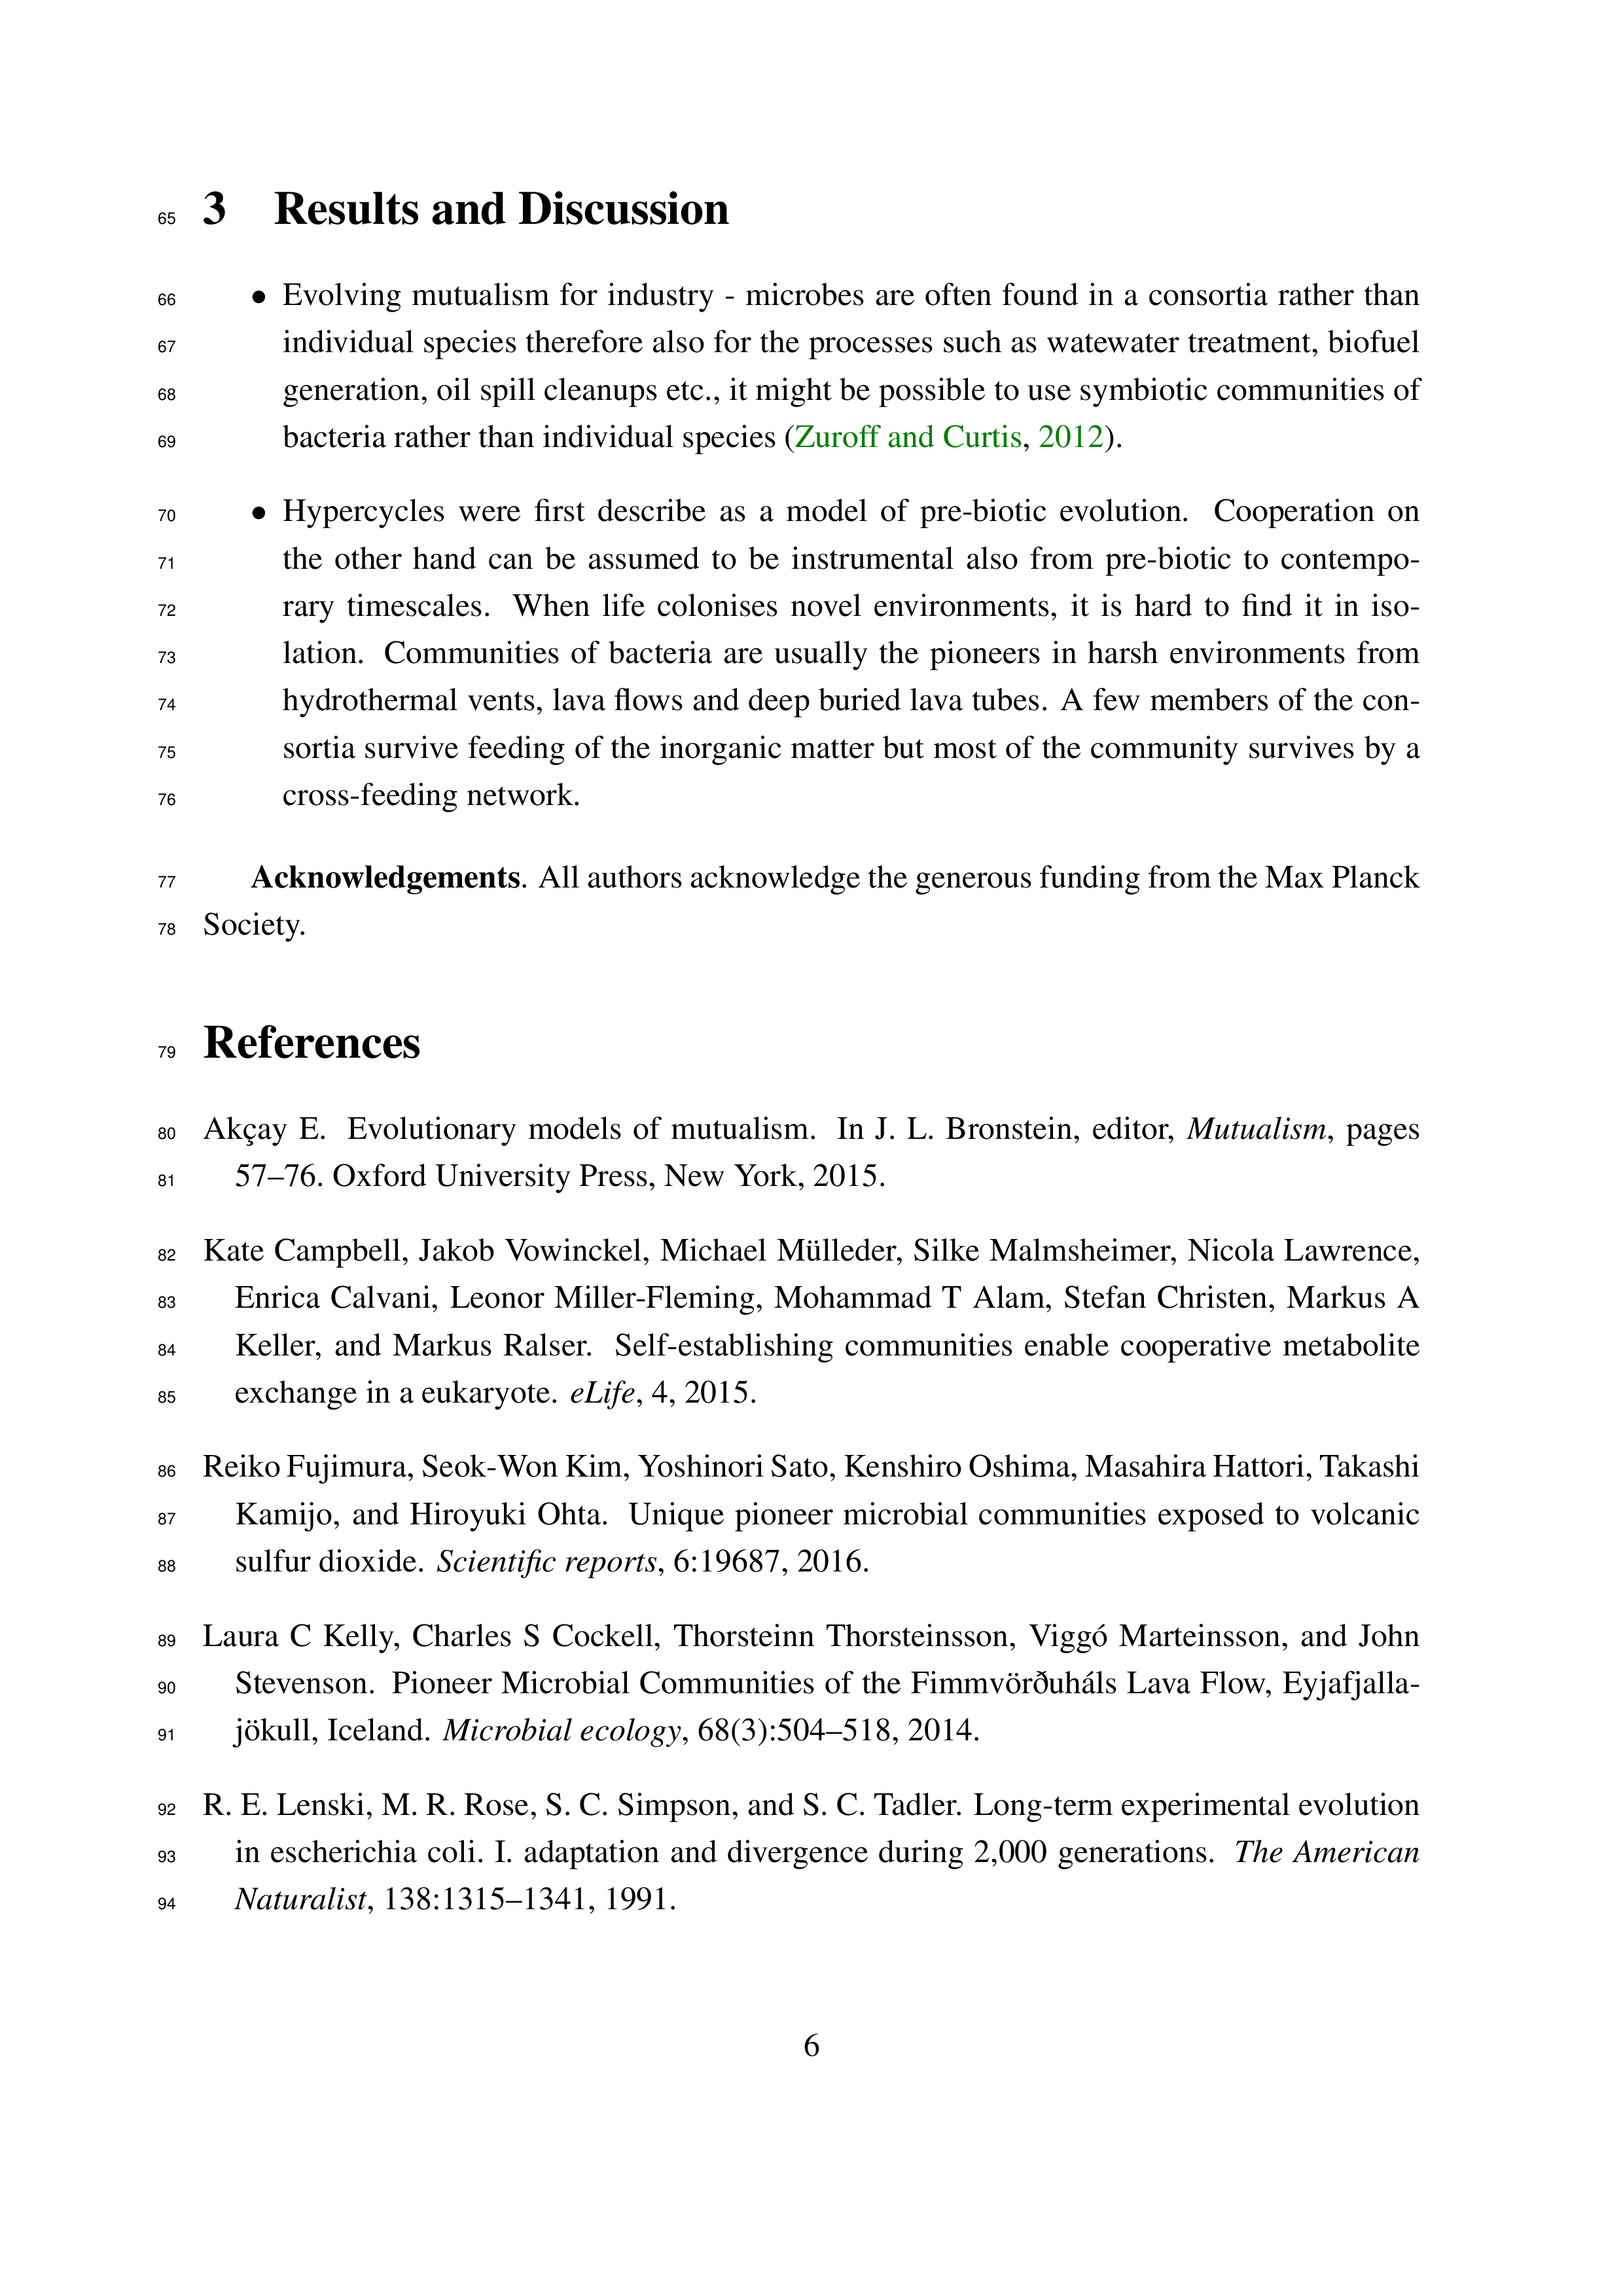 65 3 Results and Discussion
66 • Evolving mutualism for industry - microbes are often found in a consortia rather than
67 individual species therefore also for the processes such as watewater treatment, biofuel
68 generation, oil spill cleanups etc., it might be possible to use symbiotic communities of
69 bacteria rather than individual species (Zuroff and Curtis, 2012).
70 • Hypercycles were first describe as a model of pre-biotic evolution. Cooperation on
71 the other hand can be assumed to be instrumental also from pre-biotic to contempo-
72 rary timescales. When life colonises novel environments, it is hard to find it in iso-
73 lation. Communities of bacteria are usually the pioneers in harsh environments from
74 hydrothermal vents, lava flows and deep buried lava tubes. A few members of the con-
75 sortia survive feeding of the inorganic matter but most of the community survives by a
76 cross-feeding network.
77 Acknowledgements. All authors acknowledge the generous funding from the Max Planck
78 Society.
79 References
80 Akçay E. Evolutionary models of mutualism. In J. L. Bronstein, editor, Mutualism, pages
81 57–76. Oxford University Press, New York, 2015.
82 Kate Campbell, Jakob Vowinckel, Michael Mülleder, Silke Malmsheimer, Nicola Lawrence,
83 Enrica Calvani, Leonor Miller-Fleming, Mohammad T Alam, Stefan Christen, Markus A
84 Keller, and Markus Ralser. Self-establishing communities enable cooperative metabolite
85 exchange in a eukaryote. eLife, 4, 2015.
86 Reiko Fujimura, Seok-Won Kim, Yoshinori Sato, Kenshiro Oshima, Masahira Hattori, Takashi
87 Kamijo, and Hiroyuki Ohta. Unique pioneer microbial communities exposed to volcanic
88 sulfur dioxide. Scientific reports, 6:19687, 2016.
89 Laura C Kelly, Charles S Cockell, Thorsteinn Thorsteinsson, Viggó Marteinsson, and John
90 Stevenson. Pioneer Microbial Communities of the Fimmvörðuháls Lava Flow, Eyjafjalla-
91 jökull, Iceland. Microbial ecology, 68(3):504–518, 2014.
92 R. E. Lenski, M. R. Rose, S. C. Simpson, and S. C. Tadler. Long-term experimental evolution
93 in escherichia coli. I. adaptation and divergence during 2,000 generations. The American
94 Naturalist, 138:1315–1341, 1991.
6